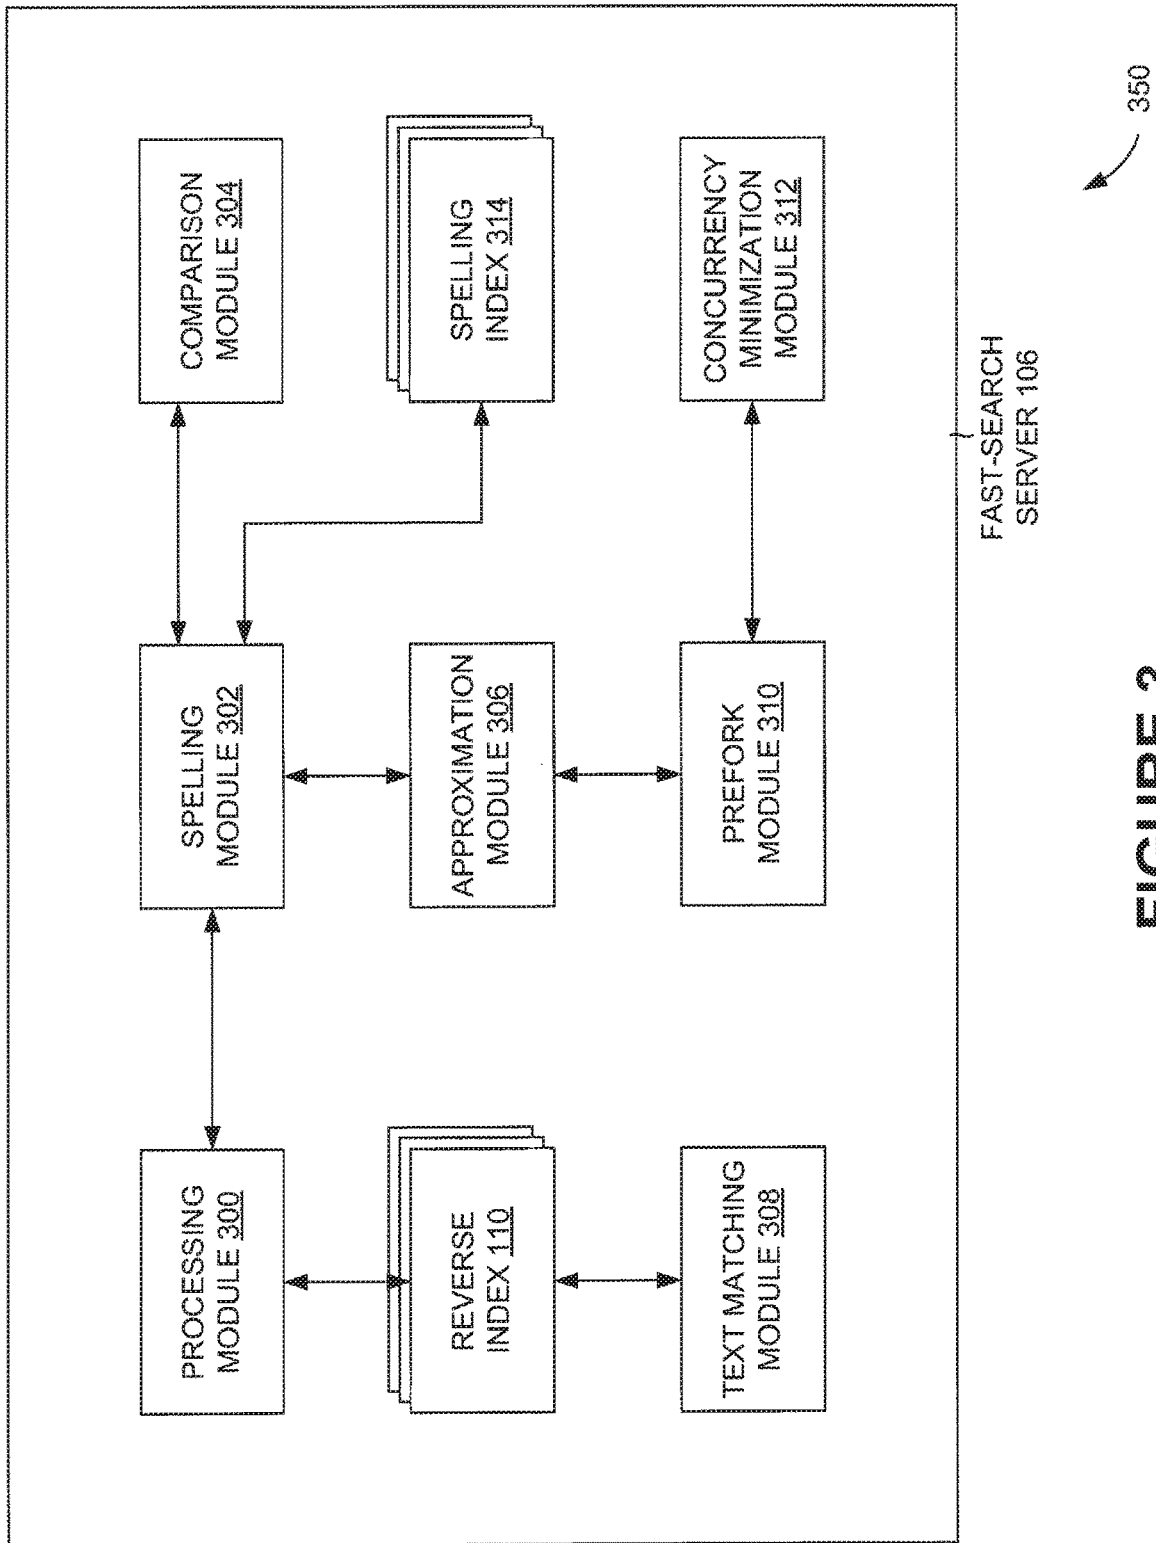 PROCESSING
MODULE 300
SPELLING
MODULE 302
COMPARISON
MODULE 304
REVERSE
INDEX 110
APPROXIMATION
MODULE 306
SPELLING
INDEX 314
TEXT MATCHING
MODULE 308
PREFORK
MODULE 310
CONCURRENCY
MINIMIZATION
MODULE 312
FAST-SEARCH
SERVER 106
350
FIGURE